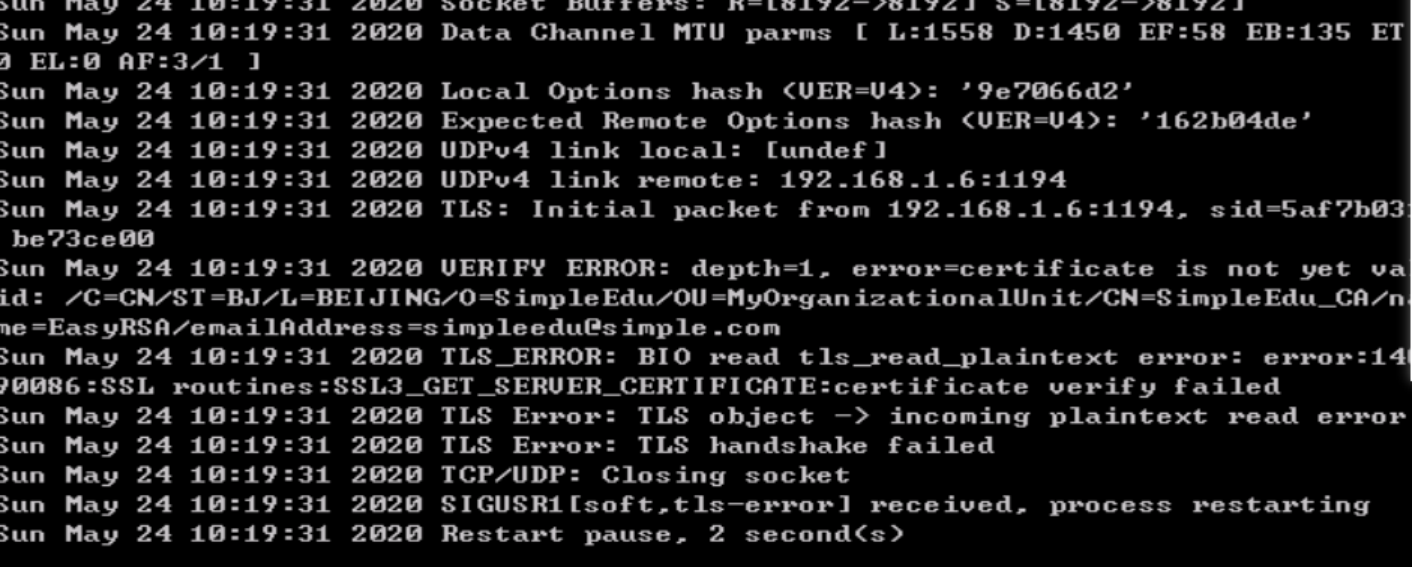 Sun May 24 10:19:31 2020 Socket Buffers: R=[8192->8192] S=[8192->8192]
Sun May 24 10:19:31 2020 Data Channel MTU parms [ L:1558 D:1450 EF:58 EB:135 ET
0 EL:0 AF:3/1 ]
Sun May 24 10:19:31 2020 Local Options hash (VER=V4): '9e7066d2'
Sun May 24 10:19:31 2020 Expected Remote Options hash (VER=V4): '162b04de'
Sun May 24 10:19:31 2020 UDPv4 link local: [undef]
Sun May 24 10:19:31 2020 UDPv4 link remote: 192.168.1.6:1194
Sun May 24 10:19:31 2020 TLS: Initial packet from 192.168.1.6:1194, sid=5af7b03
be73ce00
Sun May 24 10:19:31 2020 VERIFY ERROR: depth=1, error=certificate is not yet va
id: /C=CN/ST=BJ/L=BEIJING/O=SimpleEdu/OU=MyOrganizationalUnit/CN=SimpleEdu_CA/n
me=EasyRSA/emailAddress=simpleedu@simple.com
Sun May 24 10:19:31 2020 TLS_ERROR: BIO read tls_read_plaintext error: error:14
90086:SSL routines:SSL3_GET_SERVER_CERTIFICATE:certificate verify failed
Sun May 24 10:19:31 2020 TLS Error: TLS object -> incoming plaintext read error
Sun May 24 10:19:31 2020 TLS Error: TLS handshake failed
Sun May 24 10:19:31 2020 TCP/UDP: Closing socket
Sun May 24 10:19:31 2020 SIGUSR1[soft,tls-error] received, process restarting
Sun May 24 10:19:31 2020 Restart pause, 2 second(s)